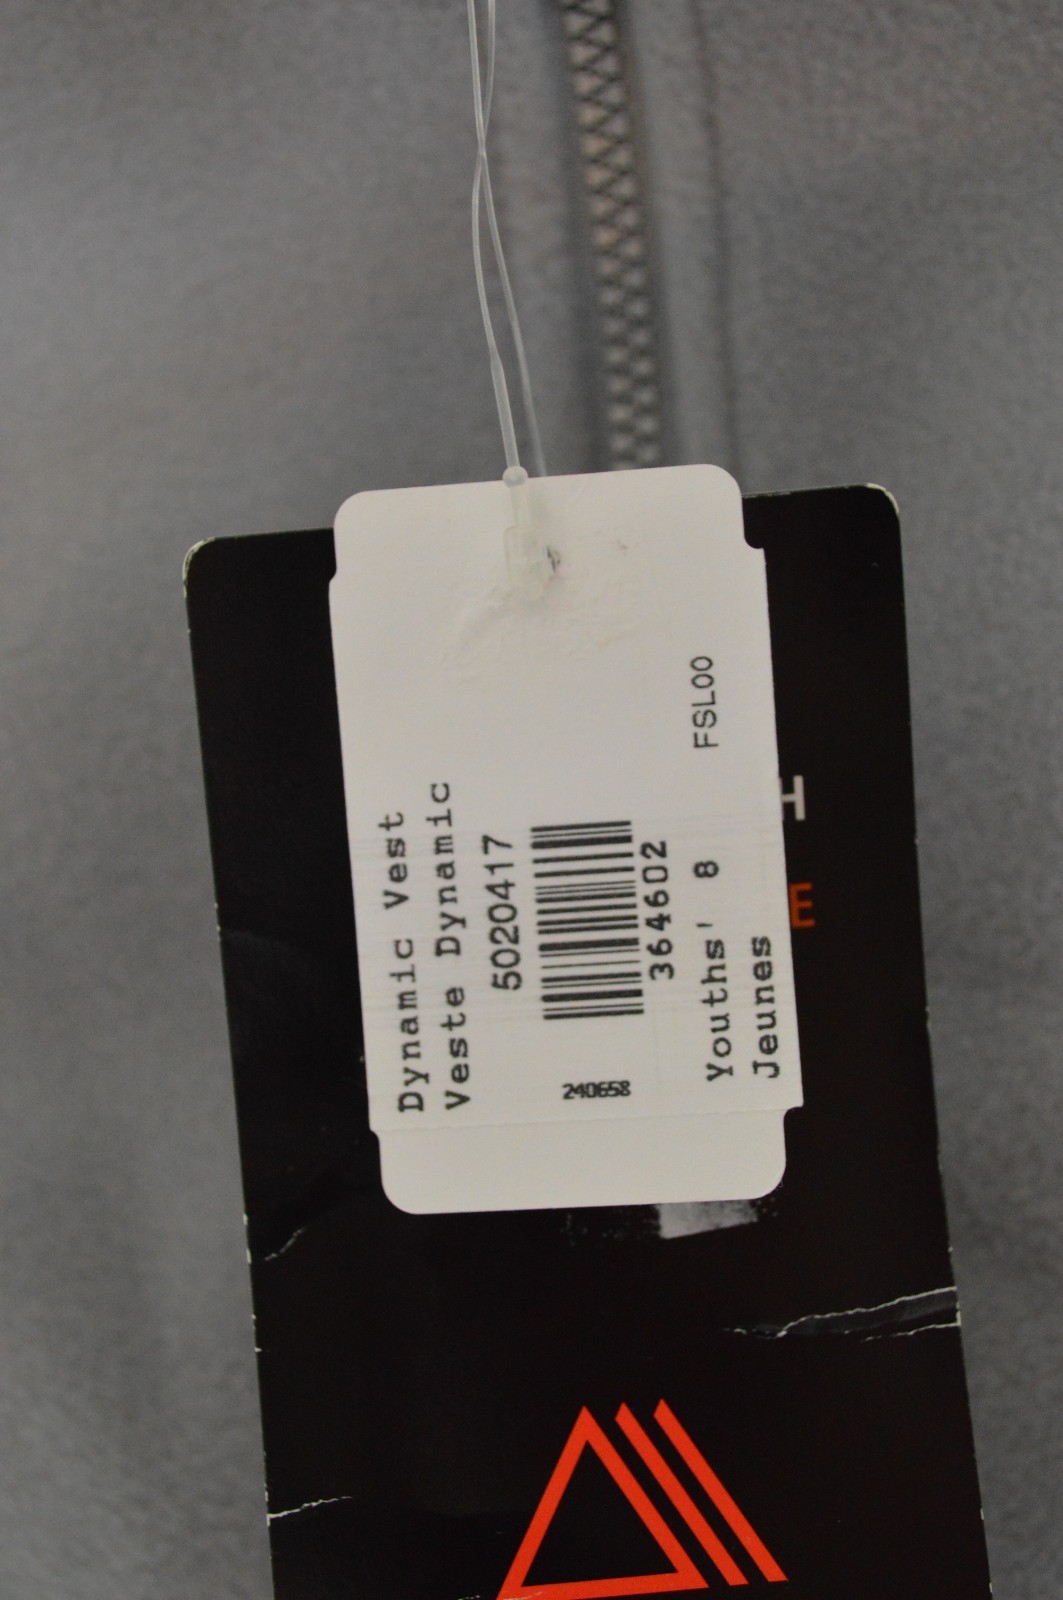 Dynamic Vest
Veste Dynamic
5020417
364602
240658
Youths' 8 FSL00
Jeunes
H
E